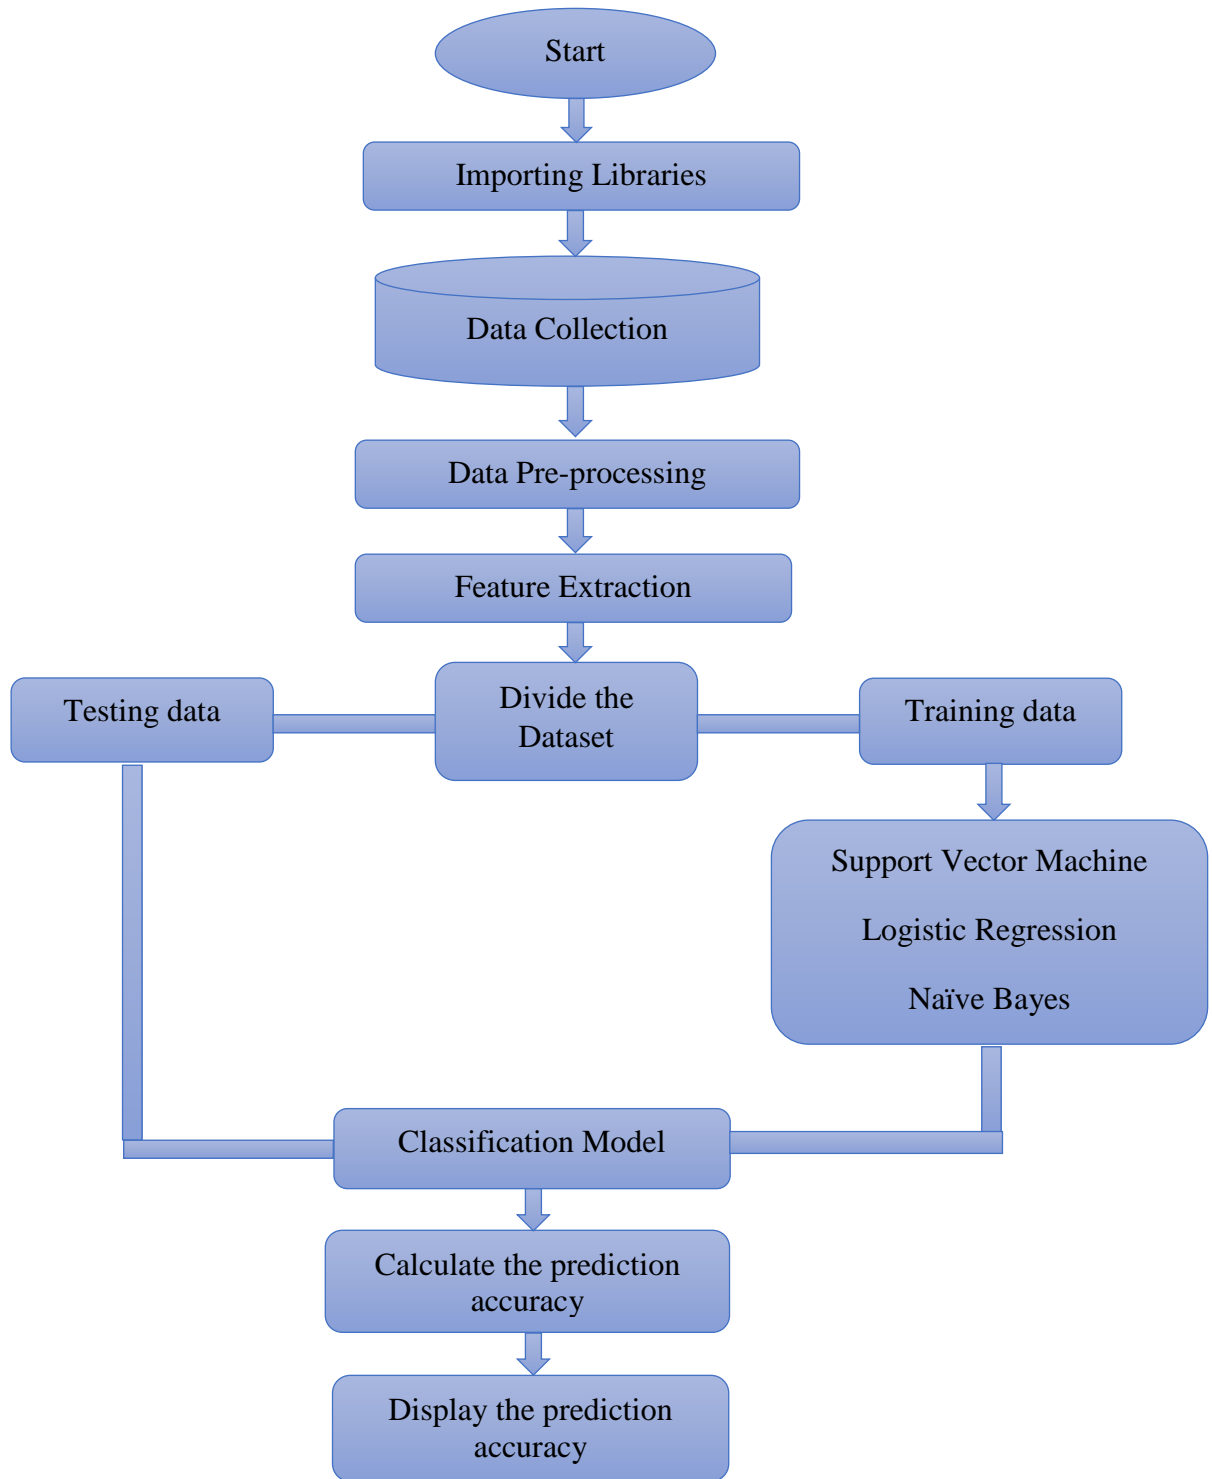 Start
Importing Libraries
Data Collection
Data Pre-processing
Feature Extraction
Testing data
Divide the
Dataset
Training data
Support Vector Machine
Logistic Regression
Naïve Bayes
Classification Model
Calculate the prediction
accuracy
Display the prediction
accuracy